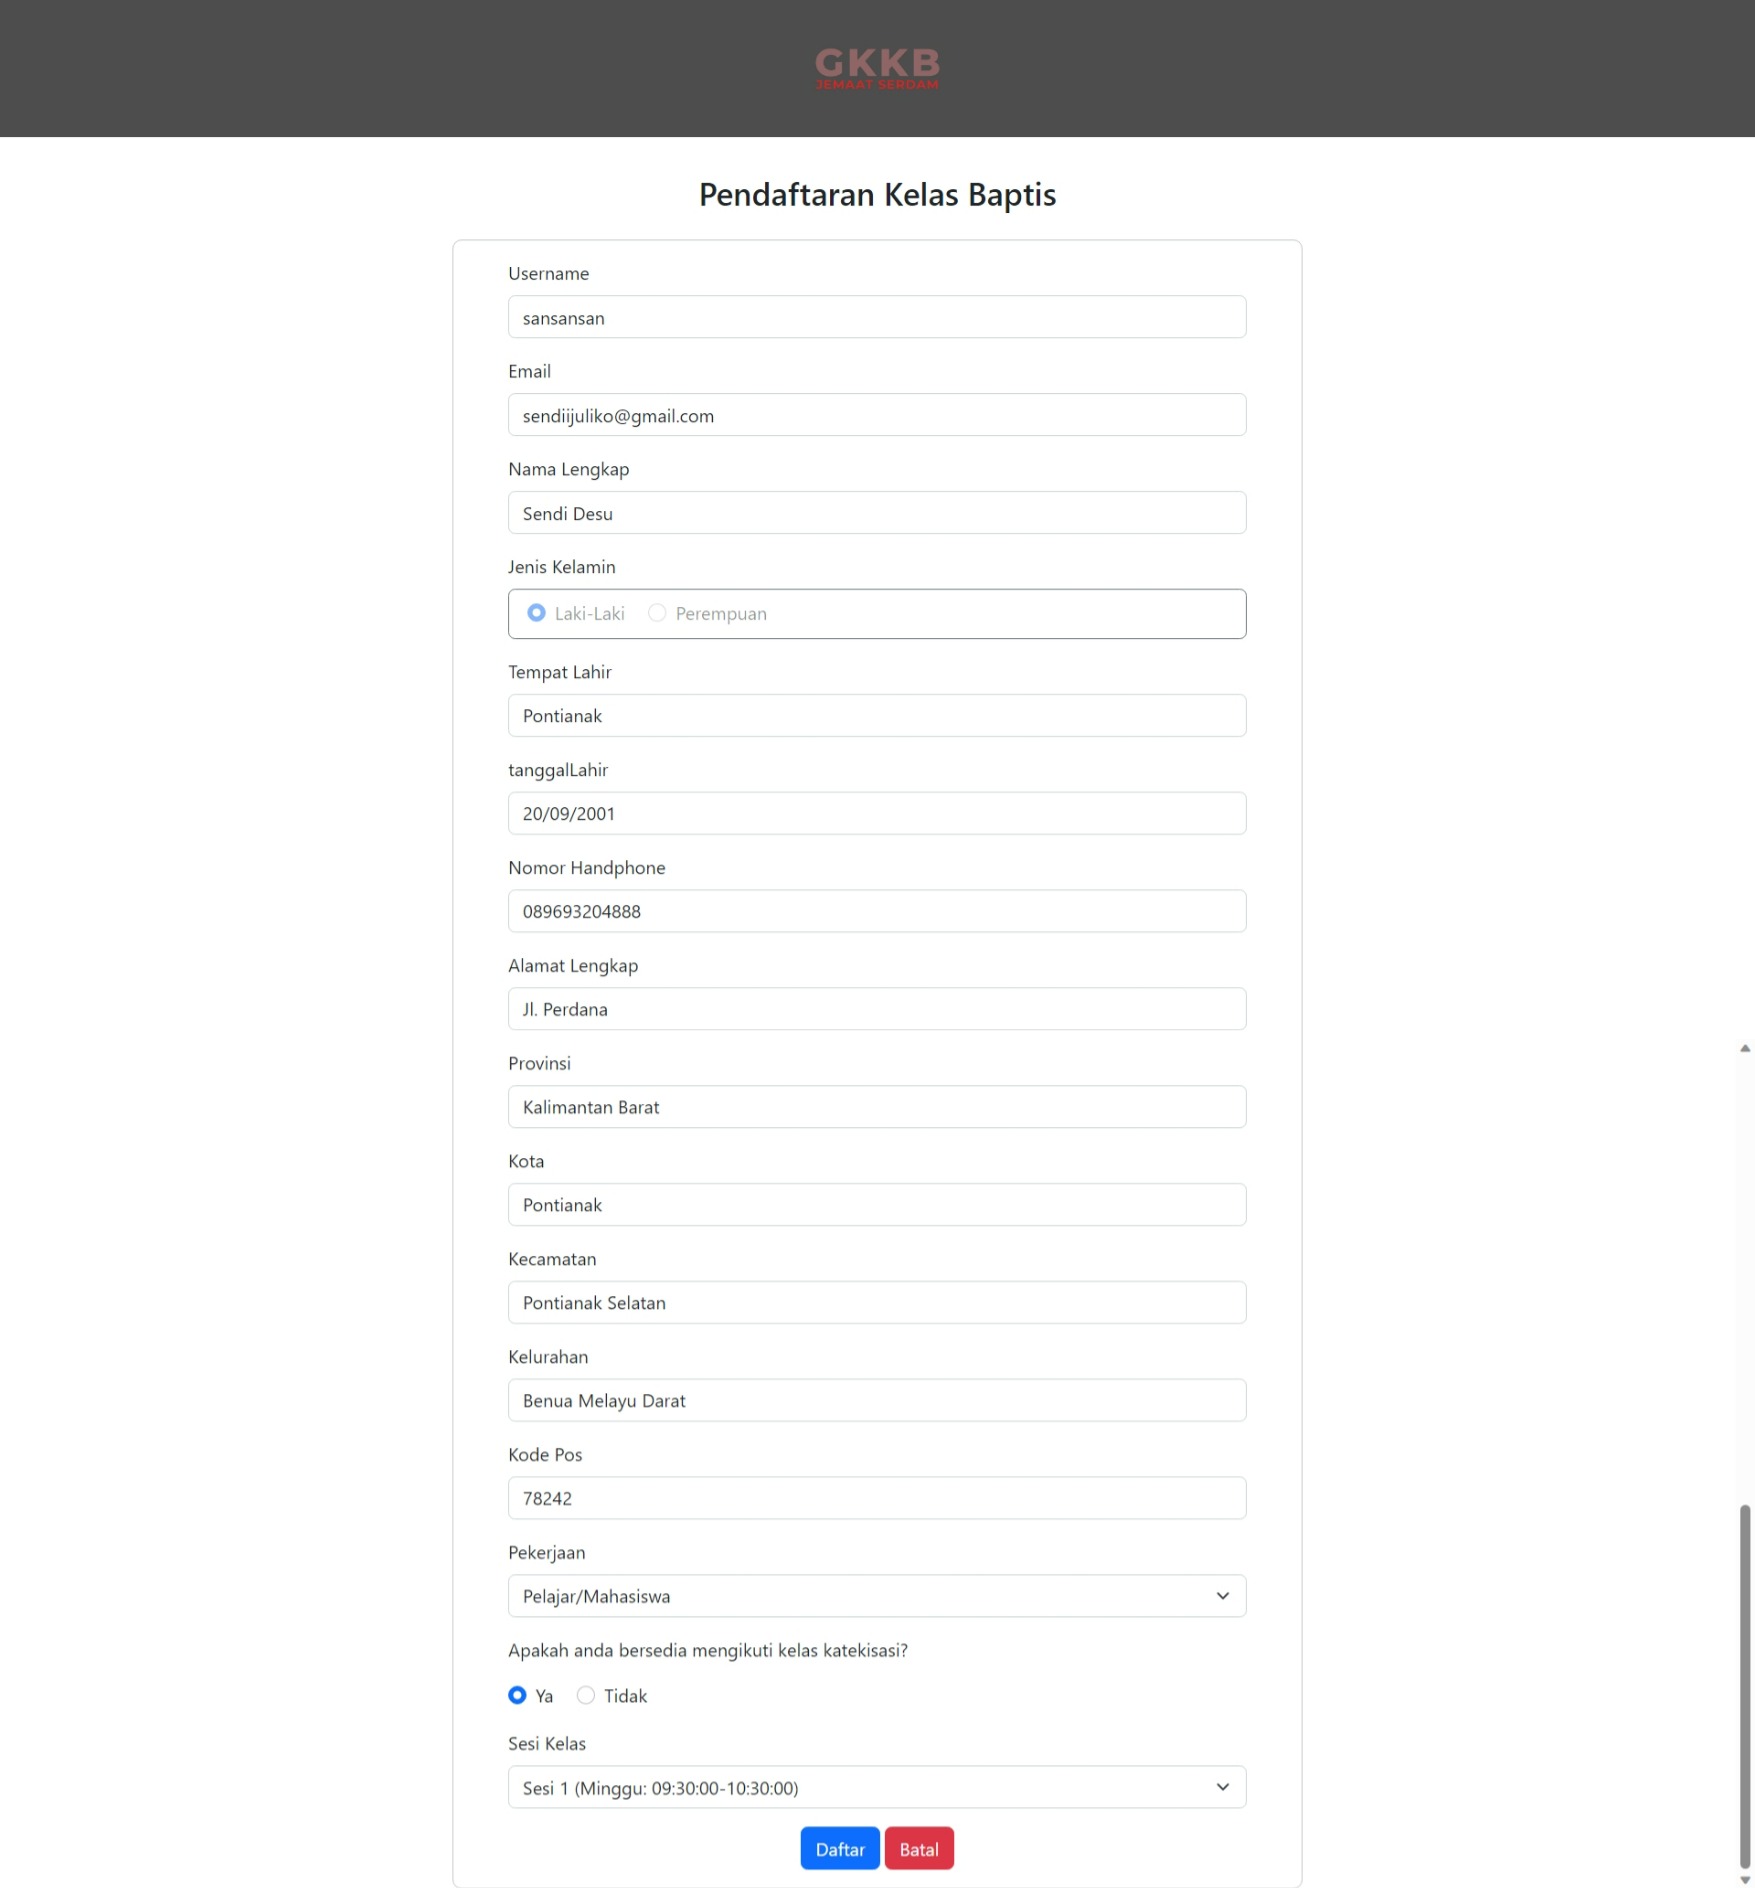 GKKB
JEMAAT SERDAM
Pendaftaran Kelas Baptis
Username
sansansan
Email
sendiijuliko@gmail.com
Nama Lengkap
Sendi Desu
Jenis Kelamin
Laki-Laki Perempuan
Tempat Lahir
Pontianak
tanggalLahir
20/09/2001
Nomor Handphone
089693204888
Alamat Lengkap
Jl. Perdana
Provinsi
Kalimantan Barat
Kota
Pontianak
Kecamatan
Pontianak Selatan
Kelurahan
Benua Melayu Darat
Kode Pos
78242
Pekerjaan
Pelajar/Mahasiswa
Apakah anda bersedia mengikuti kelas katekisasi?
Ya Tidak
Sesi Kelas
Sesi 1 (Minggu: 09:30:00-10:30:00)
Daftar Batal